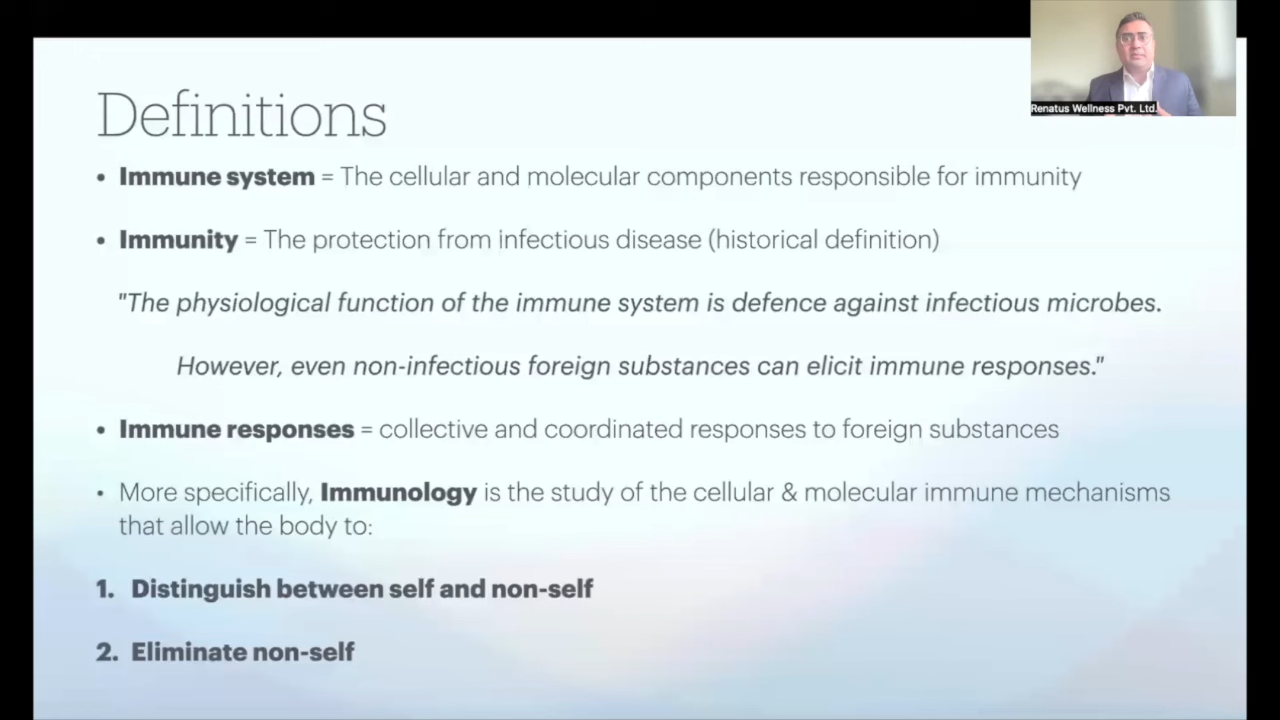 Definitions
Renatus Wellness Pvt. Ltd.
• Immune system = The cellular and molecular components responsible for immunity
• Immunity = The protection from infectious disease (historical definition)
"The physiological function of the immune system is defence against infectious microbes.
However, even non-infectious foreign substances can elicit immune responses."
• Immune responses = collective and coordinated responses to foreign substances
• More specifically, Immunology is the study of the cellular & molecular immune mechanisms
that allow the body to:
1. Distinguish between self and non-self
2. Eliminate non-self